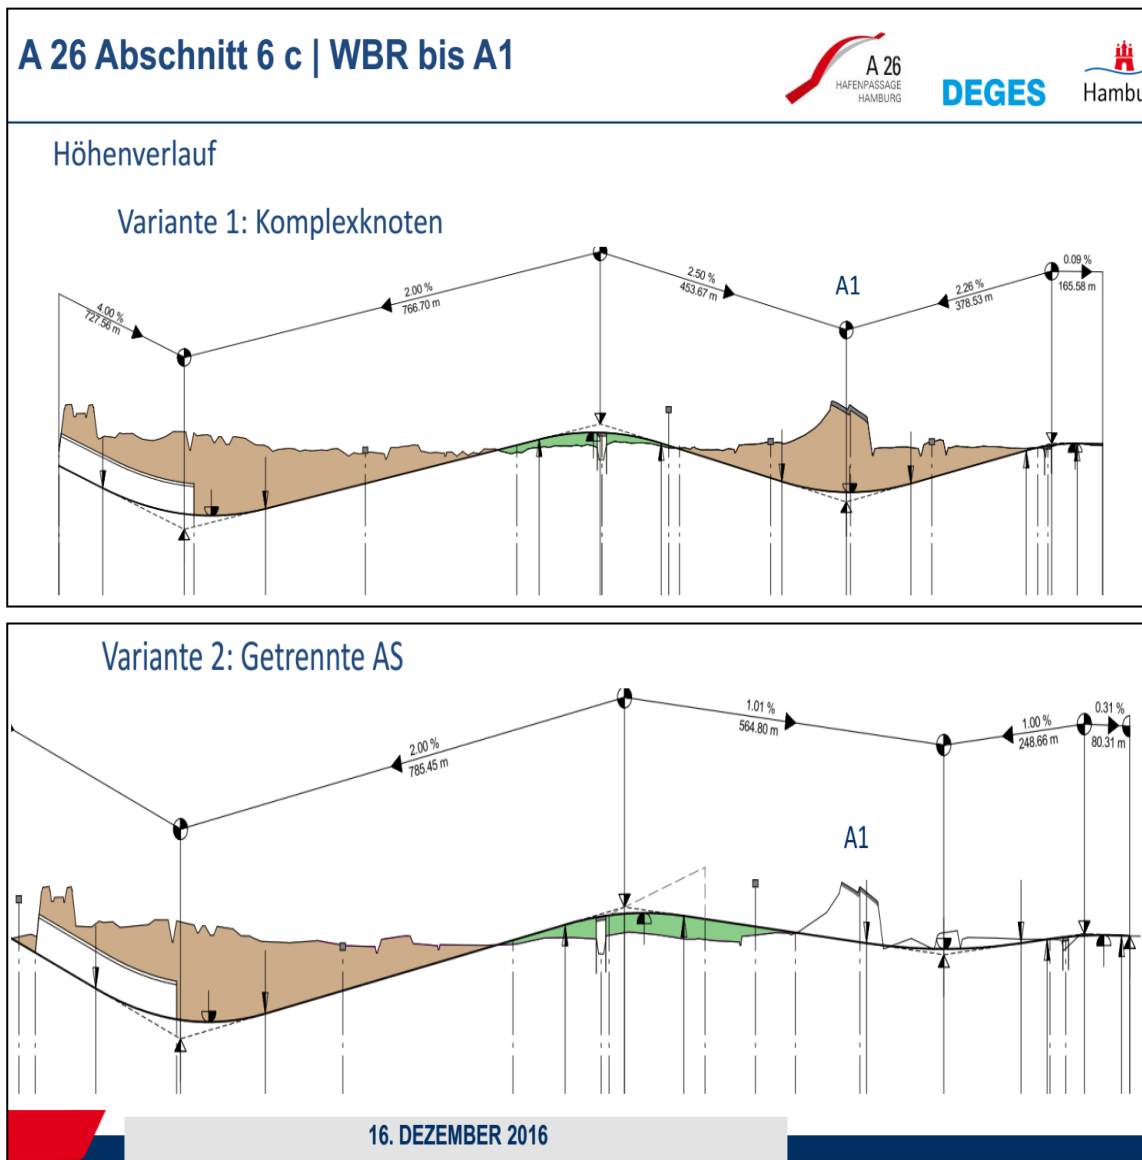 A 26 Abschnitt 6 c | WBR bis A1
A 26
HAFENPASSAGE
HAMBURG
DEGES
Hambu
Höhenverlauf
Variante 1: Komplexknoten
4.00 %
727.56 m
2.00 %
766.70 m
2.50 %
453.67 m
A1
2.26 %
378.53 m
0.09 %
165.58 m
Variante 2: Getrennte AS
2.00 %
785.45 m
1.01 %
564.80 m
A1
1.00 %
248.66 m
0.31 %
80.31 m
16. DEZEMBER 2016